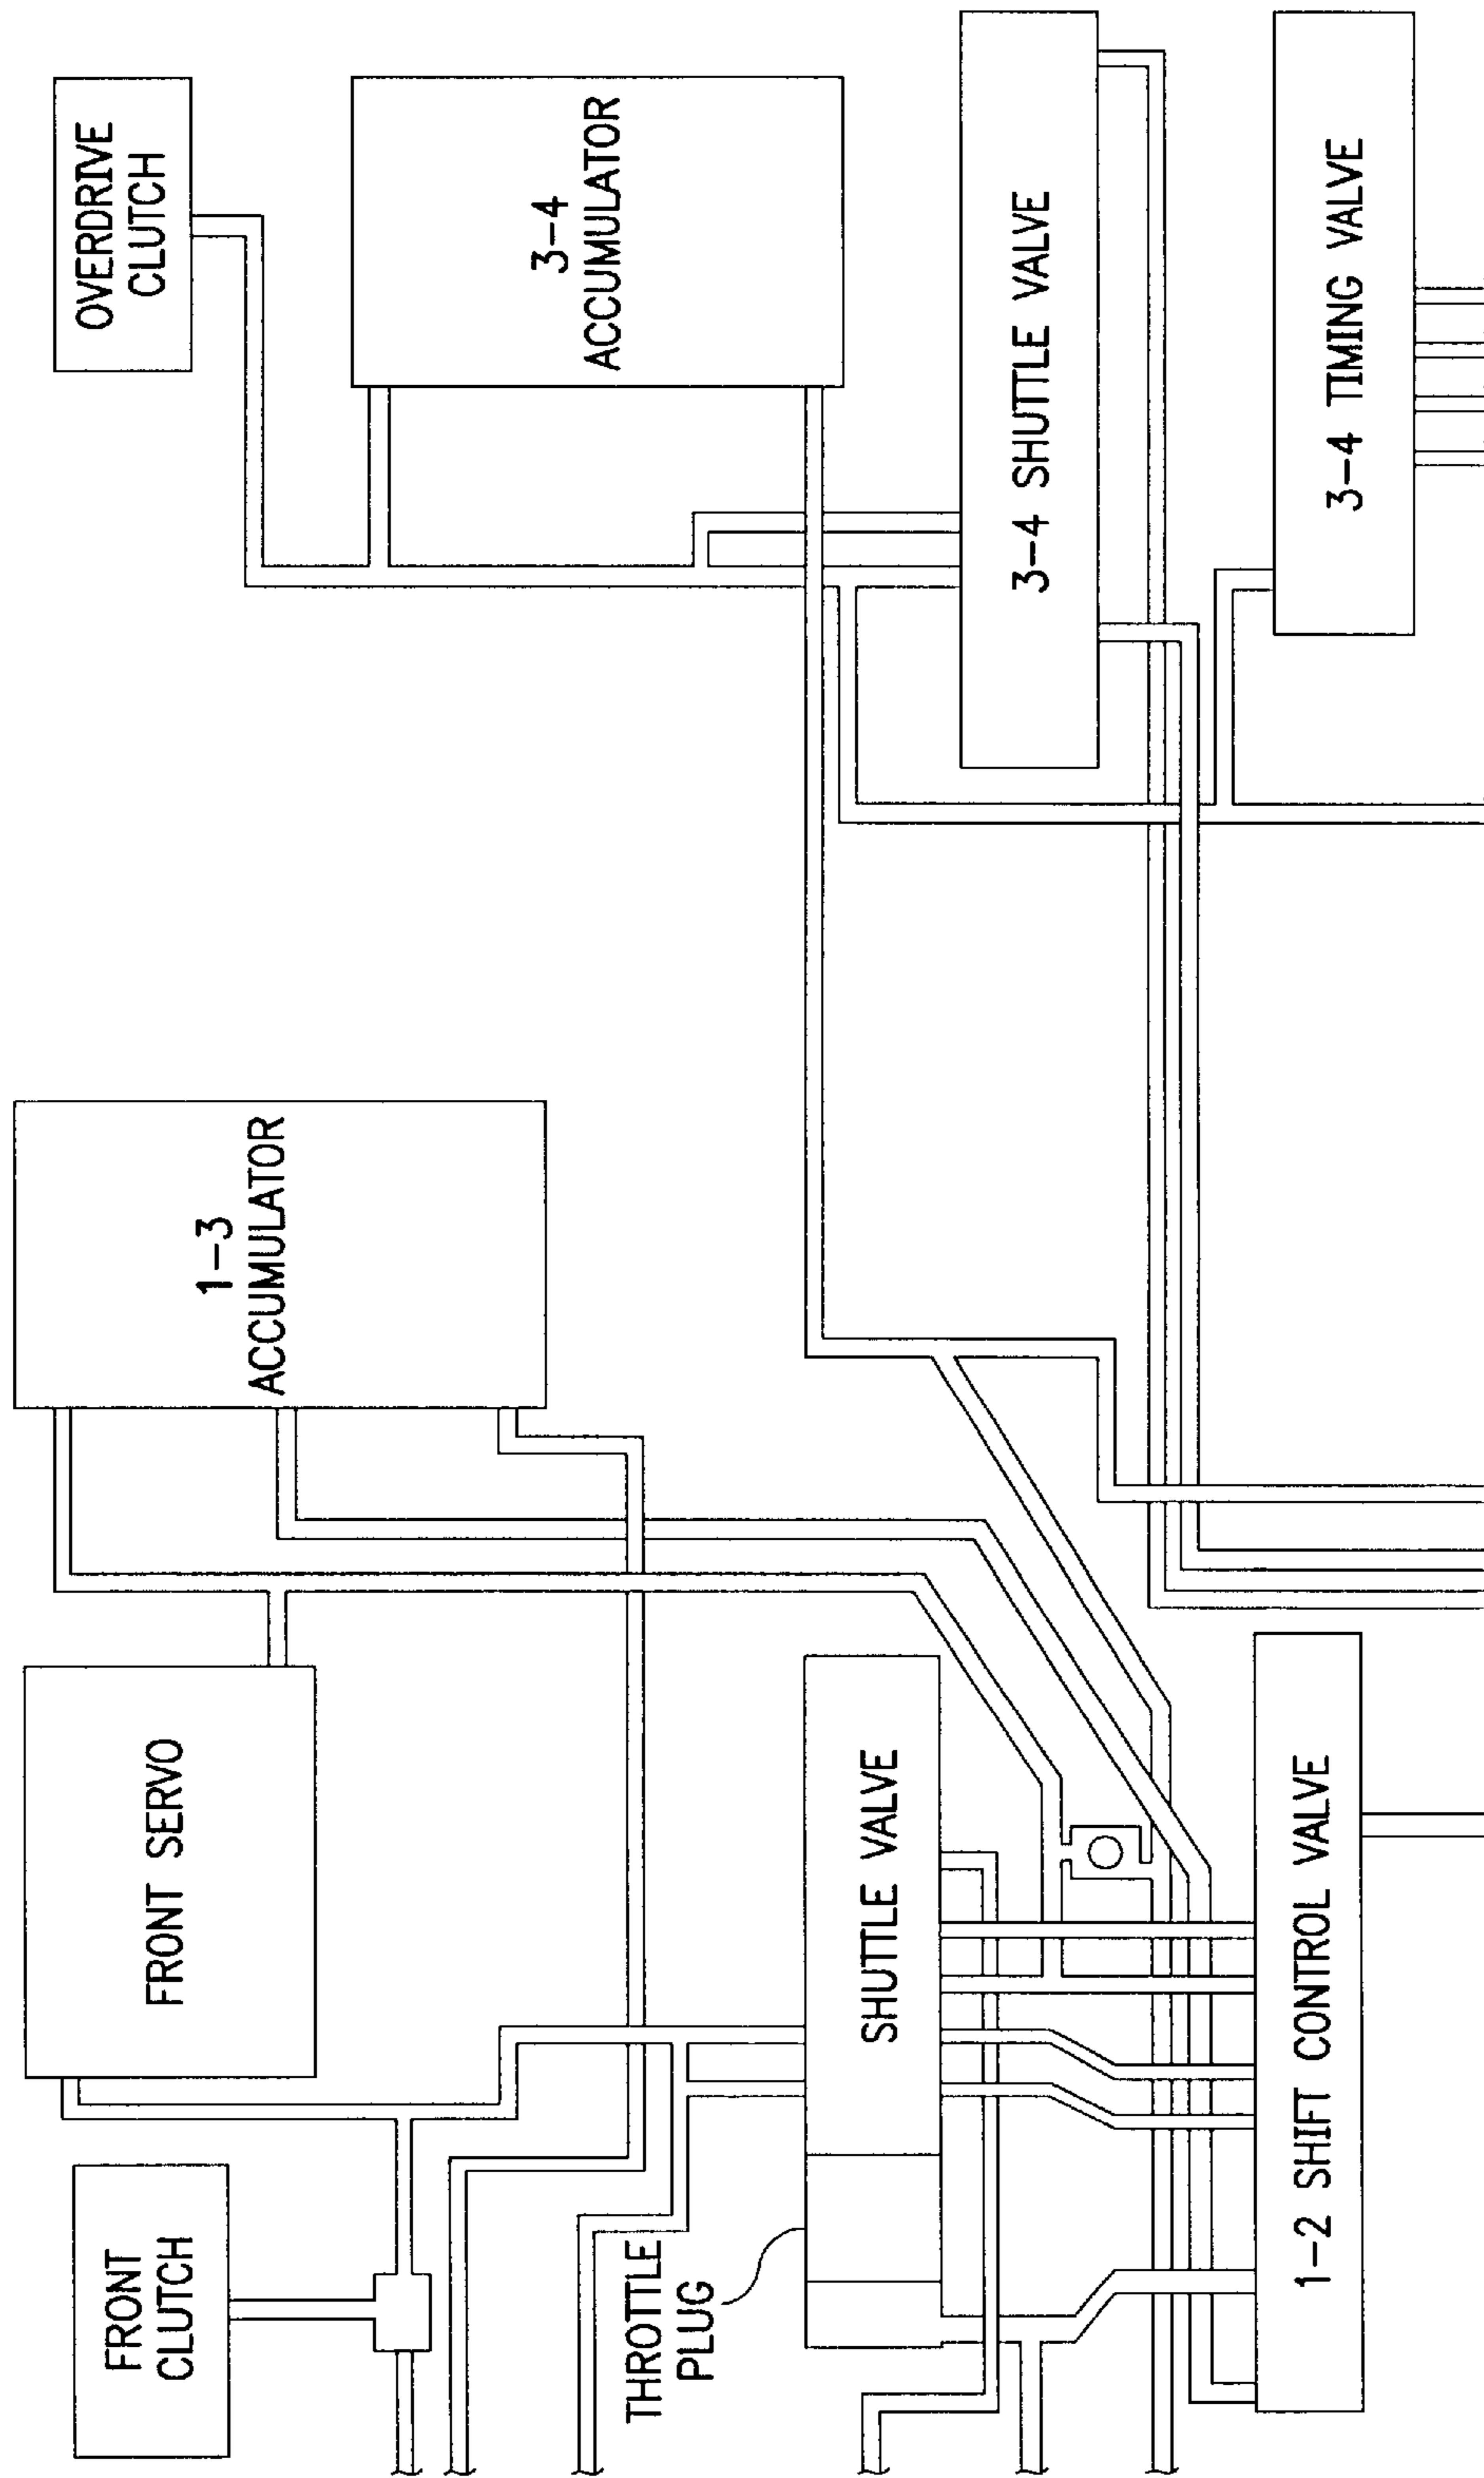 FRONT
CLUTCH
FRONT SERVO
1-3
ACCUMULATOR
OVERDRIVE
CLUTCH
3-4
ACCUMULATOR
THROTTLE
PLUG
SHUTTLE VALVE
3-4 SHUTTLE VALVE
1-2 SHIFT CONTROL VALVE
3-4 TIMING VALVE